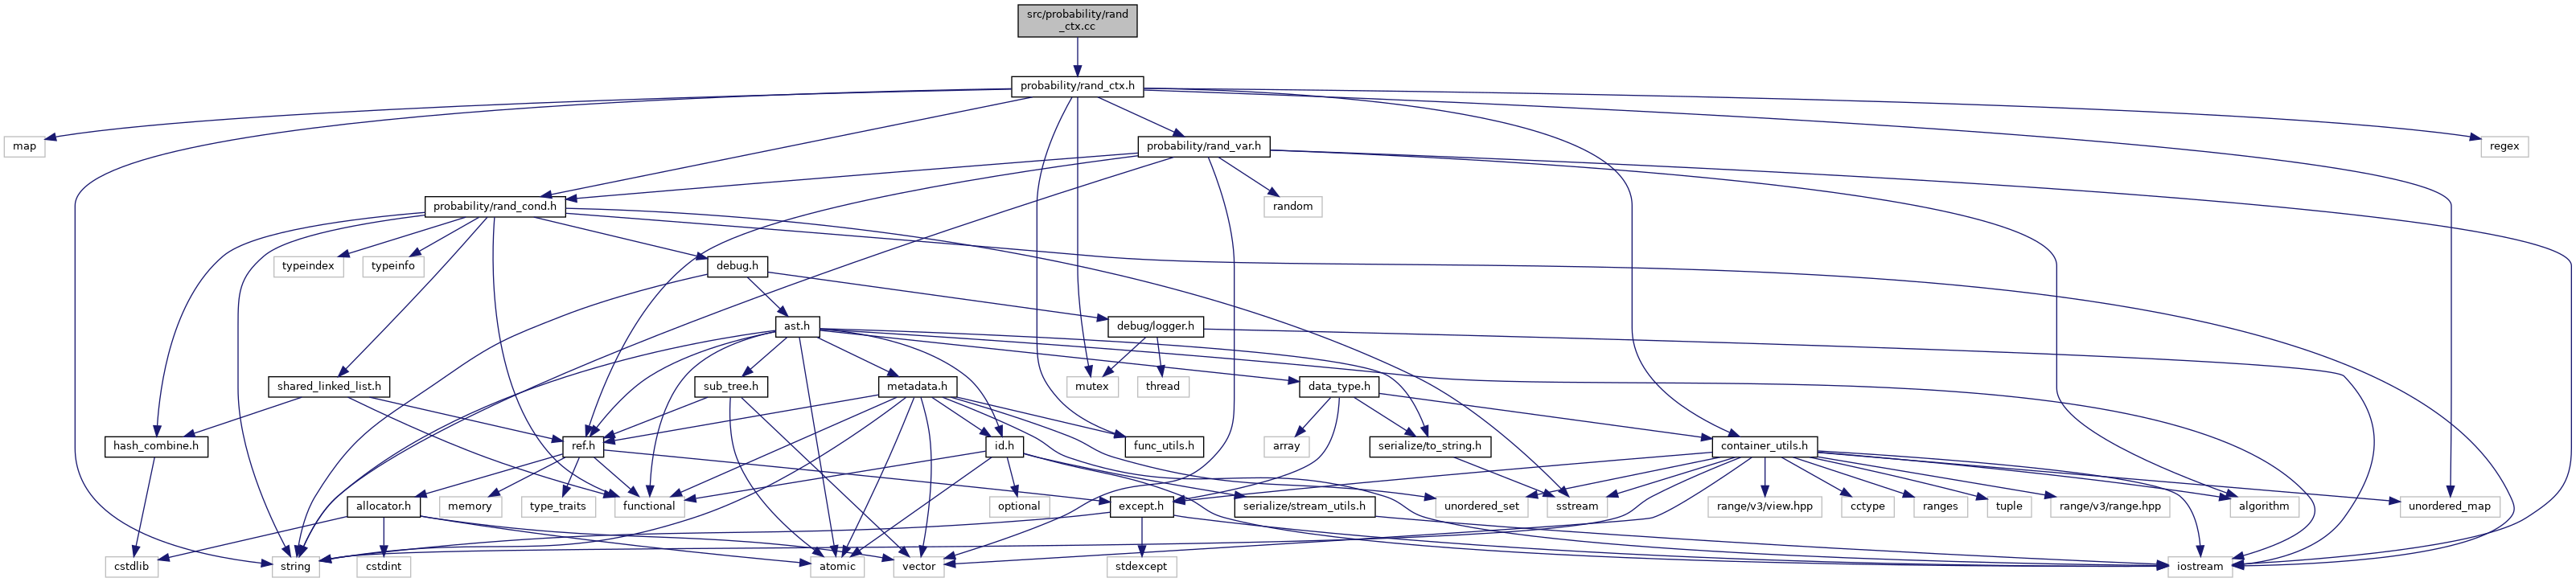 src/probability/rand
_ctx.cc
probability/rand_ctx.h
map
probability/rand_var.h
regex
probability/rand_cond.h
random
typeindex
typeinfo
debug.h
ast.h
debug/logger.h
shared_linked_list.h
sub_tree.h
metadata.h
mutex
thread
data_type.h
hash_combine.h
ref.h
id.h
func_utils.h
array
serialize/to_string.h
container_utils.h
allocator.h
memory
type_traits
functional
optional
except.h
serialize/stream_utils.h
unordered_set
sstream
range/v3/view.hpp
cctype
ranges
tuple
range/v3/range.hpp
algorithm
unordered_map
cstdlib
string
cstdint
atomic
vector
stdexcept
iostream